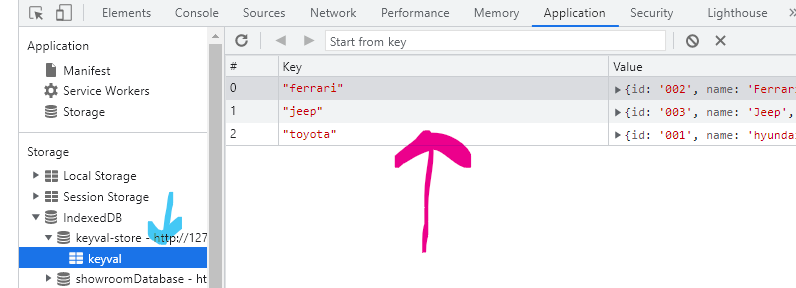 Elements Console Sources Network Performance Memory Application Security Lighthouse
Application
Manifest
Service Workers
Storage
Storage
Local Storage
Session Storage
IndexedDB
keyval-store - http://127
keyval
showroomDatabase - ht
Start from key
# Key Value
0 "ferrari" {id: '002', name: 'Ferrari
1 "jeep" {id: '003', name: 'Jeep',
2 "toyota" {id: '001', name: 'hyundai